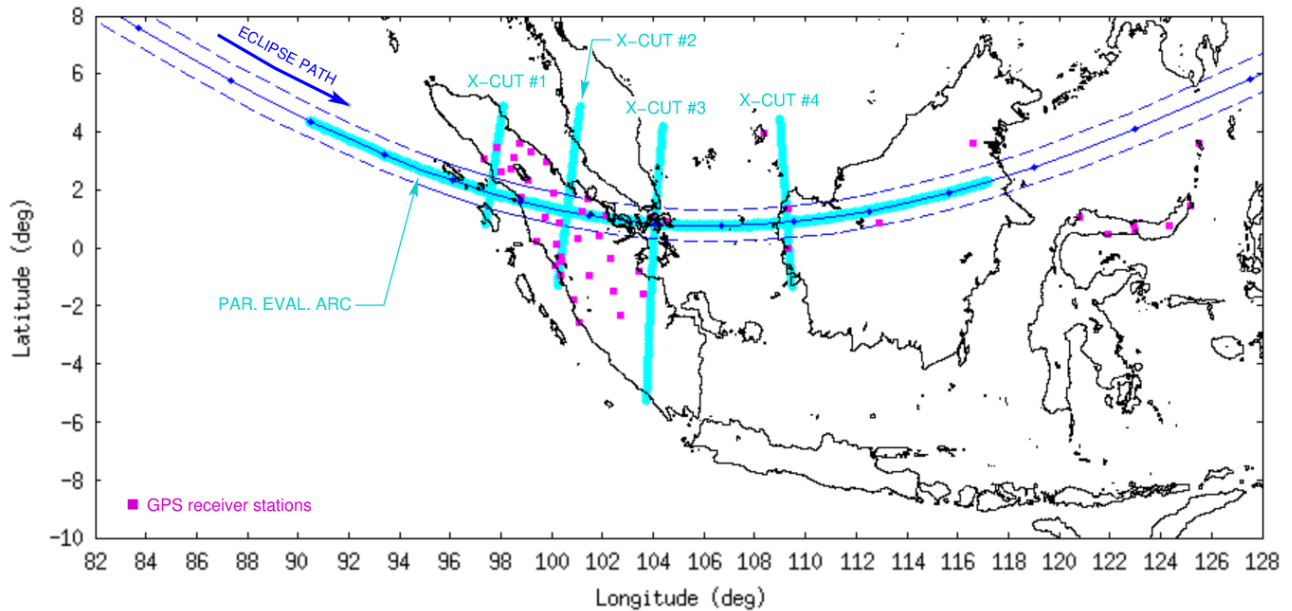 8
6
4
2
0
-2
-4
-6
-8
-10
Latitude (deg)
ECLIPSE PATH
X-CUT #1
X-CUT #2
X-CUT #3
X-CUT #4
PAR. EVAL. ARC
GPS receiver stations
82 84 86 88 90 92 94 96 98 100 102 104 106 108 110 112 114 116 118 120 122 124 126 128
Longitude (deg)